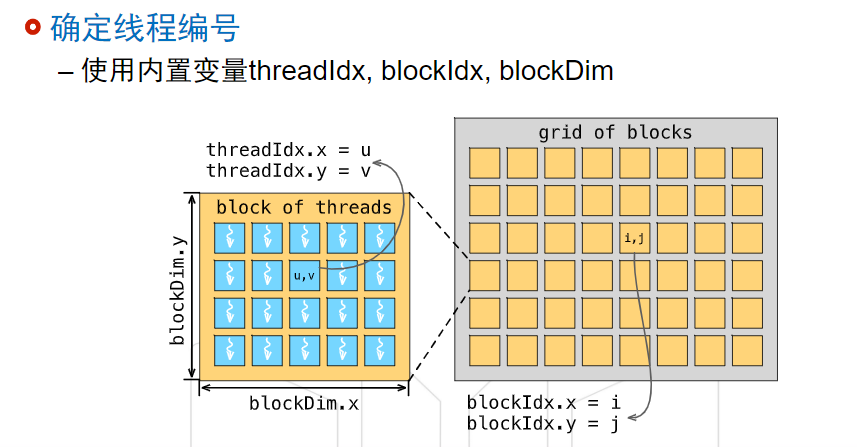 确定线程编号
– 使用内置变量threadIdx, blockIdx, blockDim
grid of blocks
threadIdx.x = u
threadIdx.y = v
block of threads
i,j
u,v
blockDim.y
blockDim.x
blockIdx.x = i
blockIdx.y = j